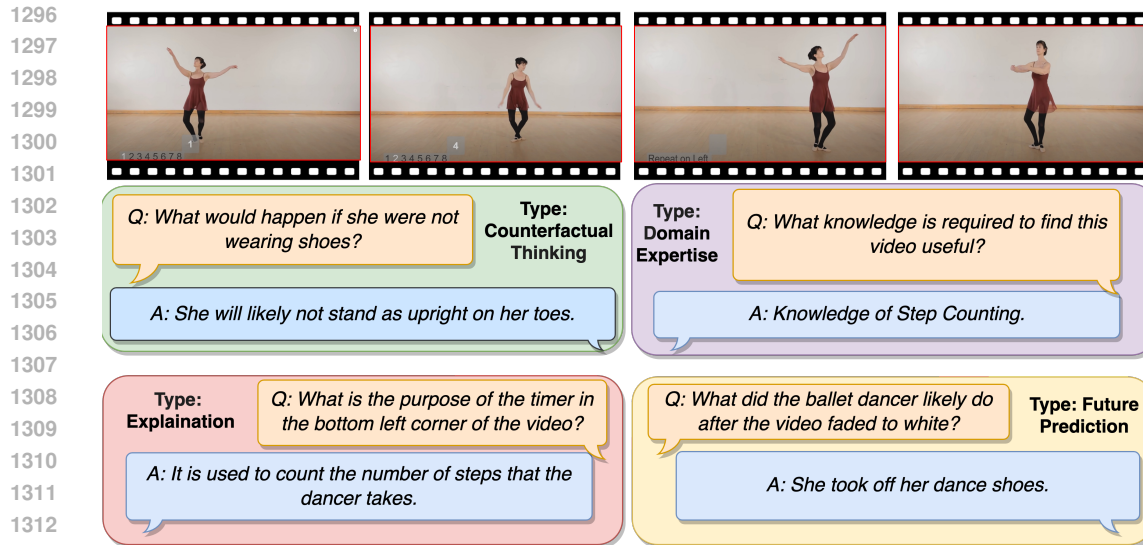 1296
1297
1298
1299
1300
1301
1302
1303
1304
1305
1306
1307
1308
1309
1310
1311
1312
1
1 2 3 4 5 6 7 8
4
1 2 3 4 5 6 7 8
Repeat on Left
Q: What would happen if she were not
wearing shoes?
Type:
Counterfactual
Thinking
A: She will likely not stand as upright on her toes.
Type:
Domain
Expertise
Q: What knowledge is required to find this
video useful?
A: Knowledge of Step Counting.
Type:
Explaination
Q: What is the purpose of the timer in
the bottom left corner of the video?
A: It is used to count the number of steps that the
dancer takes.
Q: What did the ballet dancer likely do
after the video faded to white?
Type: Future
Prediction
A: She took off her dance shoes.